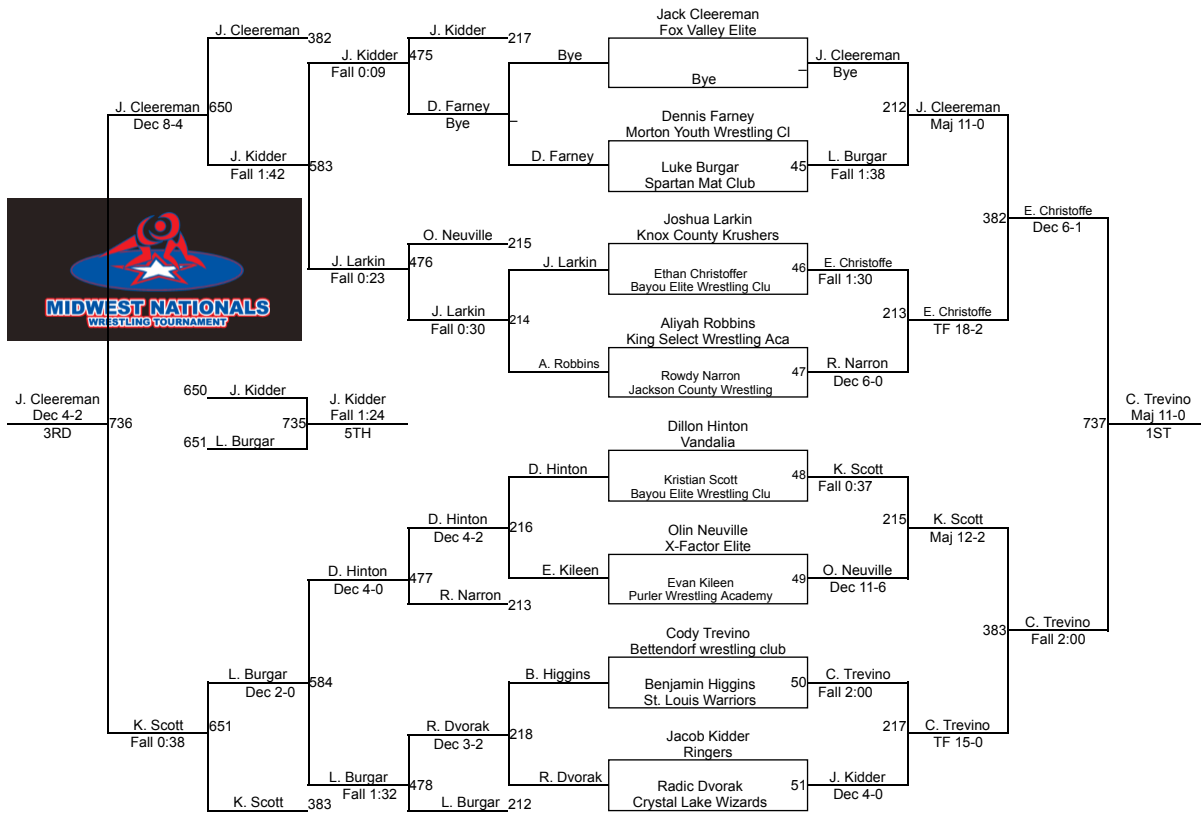 Jack Cleereman
Fox Valley Elite
Bye
Dennis Farney
Morton Youth Wrestling Cl
Luke Burgar
Spartan Mat Club
45
Joshua Larkin
Knox County Krushers
Ethan Christoffer
Bayou Elite Wrestling Clu
46
Aliyah Robbins
King Select Wrestling Aca
Rowdy Narron
Jackson County Wrestling
47
Dillon Hinton
Vandalia
Kristian Scott
Bayou Elite Wrestling Clu
48
Olin Neuville
X-Factor Elite
Evan Kileen
Purler Wrestling Academy
49
Cody Trevino
Bettendorf wrestling club
Benjamin Higgins
St. Louis Warriors
50
Jacob Kidder
Ringers
Radic Dvorak
Crystal Lake Wizards
51
J. Cleereman
Bye
212
L. Burgar
Fall 1:38
E. Christoffe
Fall 1:30
213
R. Narron
Dec 6-0
K. Scott
Fall 0:37
215
O. Neuville
Dec 11-6
C. Trevino
Fall 2:00
217
J. Kidder
Dec 4-0
J. Cleereman
Maj 11-0
382
E. Christoffe
TF 18-2
K. Scott
Maj 12-2
383
C. Trevino
TF 15-0
E. Christoffe
Dec 6-1
737
C. Trevino
Fall 2:00
C. Trevino
Maj 11-0
1ST
Bye
D. Farney
J. Larkin
A. Robbins
D. Hinton
E. Kileen
B. Higgins
R. Dvorak
J. Kidder
217
475
D. Farney
Bye
O. Neuville
215
476
J. Larkin
Fall 0:30
214
D. Hinton
Dec 4-2
216
477
R. Narron
213
R. Dvorak
Dec 3-2
218
478
L. Burgar
212
J. Kidder
Fall 0:09
583
J. Larkin
Fall 0:23
D. Hinton
Dec 4-0
584
L. Burgar
Fall 1:32
J. Cleereman
382
650
J. Kidder
Fall 1:42
L. Burgar
Dec 2-0
651
K. Scott
383
J. Cleereman
Dec 8-4
K. Scott
Fall 0:38
MIDWEST NATIONALS
WRESTLING TOURNAMENT
J. Cleereman
Dec 4-2
3RD
736
650
J. Kidder
651
L. Burgar
735
J. Kidder
Fall 1:24
5TH